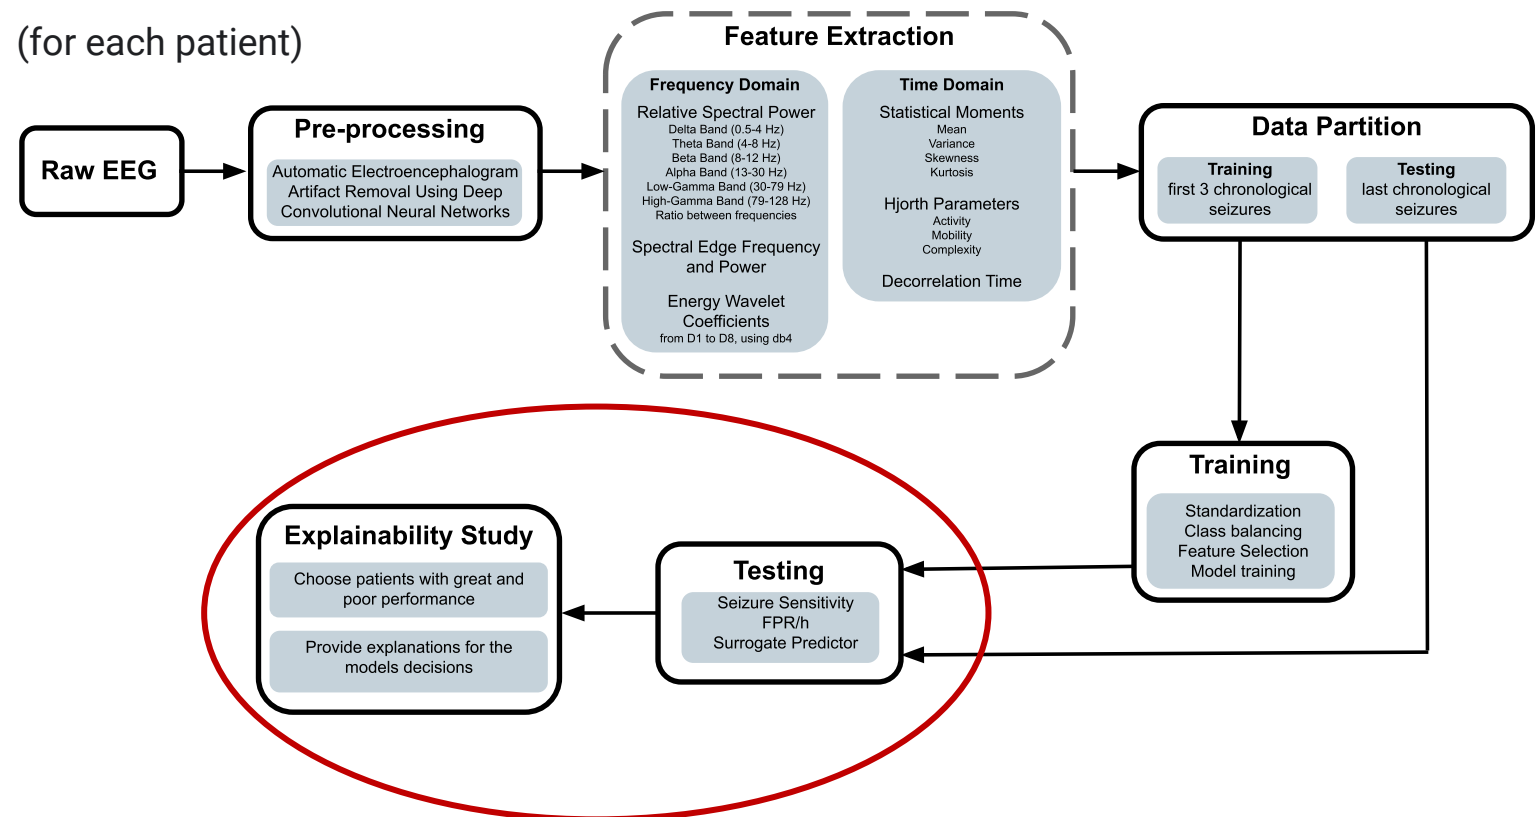 (for each patient)
Raw EEG
Pre-processing
Automatic Electroencephalogram
Artifact Removal Using Deep
Convolutional Neural Networks
Feature Extraction
Frequency Domain
Relative Spectral Power
Delta Band (0.5-4 Hz)
Theta Band (4-8 Hz)
Beta Band (8-12 Hz)
Alpha Band (13-30 Hz)
Low-Gamma Band (30-79 Hz)
High-Gamma Band (79-128 Hz)
Ratio between frequencies
Spectral Edge Frequency
and Power
Energy Wavelet
Coefficients
from D1 to D8, using db4
Time Domain
Statistical Moments
Mean
Variance
Skewness
Kurtosis
Hjorth Parameters
Activity
Mobility
Complexity
Decorrelation Time
Data Partition
Training
first 3 chronological
seizures
Testing
last chronological
seizures
Training
Standardization
Class balancing
Feature Selection
Model training
Testing
Seizure Sensitivity
FPR/h
Surrogate Predictor
Explainability Study
Choose patients with great and
poor performance
Provide explanations for the
models decisions